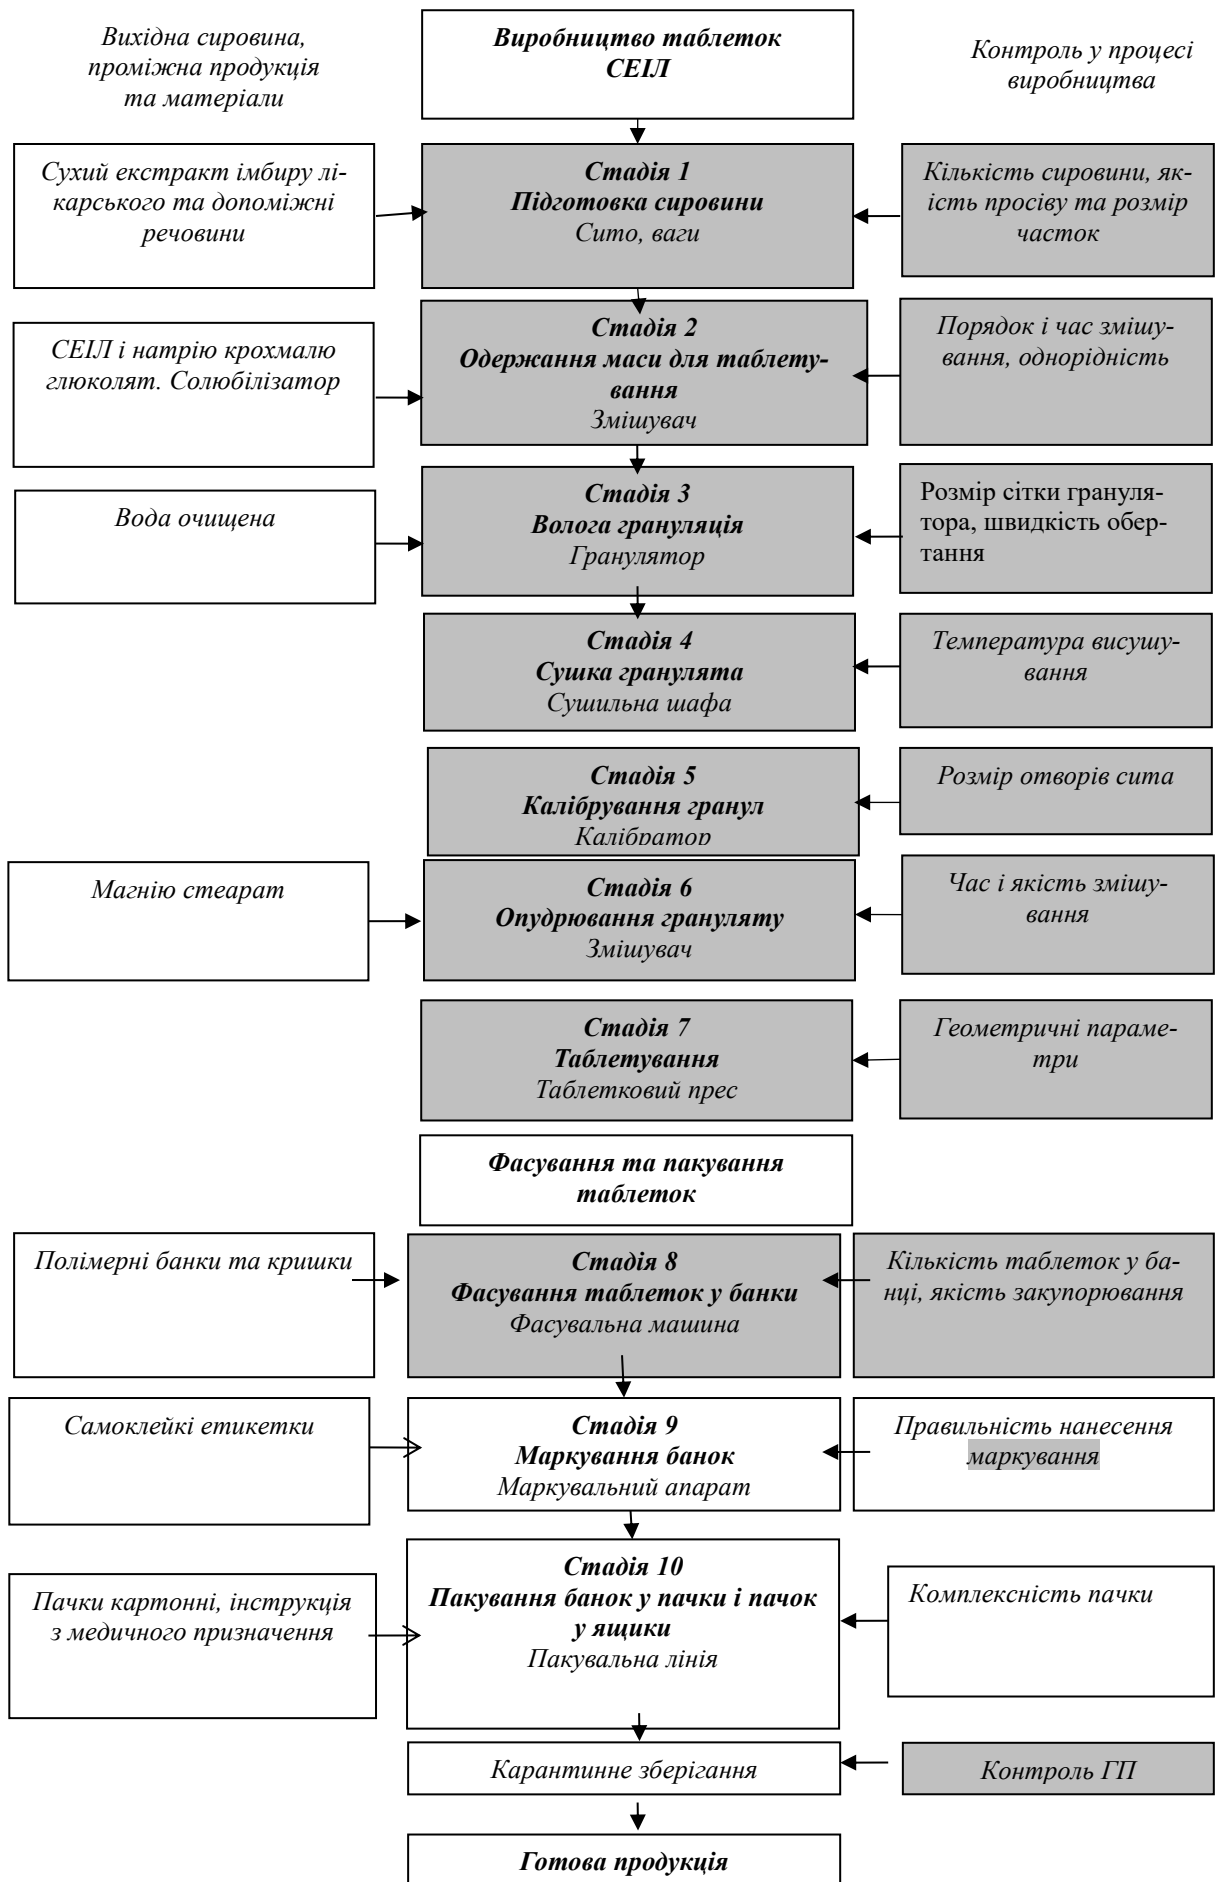 Вихідна сировина,
проміжна продукція
та матеріали
Виробництво таблеток
СЕІЛ
Контроль у процесі
виробництва
Сухий екстракт імбиру лі-
карського та допоміжні
речовини
Стадія 1
Підготовка сировини
Сито, ваги
Кількість сировини, як-
ість просіву та розмір
часток
СЕІЛ і натрію крохмалю
глюколят. Солюбілізатор
Стадія 2
Одержання маси для таблету-
вання
Змішувач
Порядок і час змішу-
вання, однорідність
Вода очищена
Стадія 3
Волога грануляція
Гранулятор
Розмір сітки грануля-
тора, швидкість обер-
тання
Стадія 4
Сушка гранулята
Сушильна шафа
Температура висушу-
вання
Стадія 5
Калібрування гранул
Калібратор
Розмір отворів сита
Магнію стеарат
Стадія 6
Опудрювання грануляту
Змішувач
Час і якість змішу-
вання
Стадія 7
Таблетування
Таблетковий прес
Геометричні параме-
три
Фасування та пакування
таблеток
Полімерні банки та кришки
Стадія 8
Фасування таблеток у банки
Фасувальна машина
Кількість таблеток у ба-
нці, якість закупорювання
Самоклейкі етикетки
Стадія 9
Маркування банок
Маркувальний апарат
Правильність нанесення
маркування
Пачки картонні, інструкція
з медичного призначення
Стадія 10
Пакування банок у пачки і пачок
у ящики
Пакувальна лінія
Комплексність пачки
Карантинне зберігання
Контроль ГП
Готова продукція